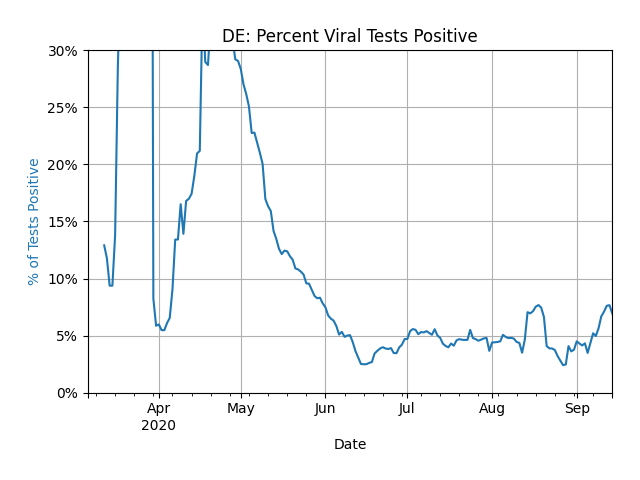 DE: Percent Viral Tests Positive
30%
25%
20%
15%
10%
5%
0%
% of Tests Positive
Apr May Jun Jul Aug Sep
2020
Date